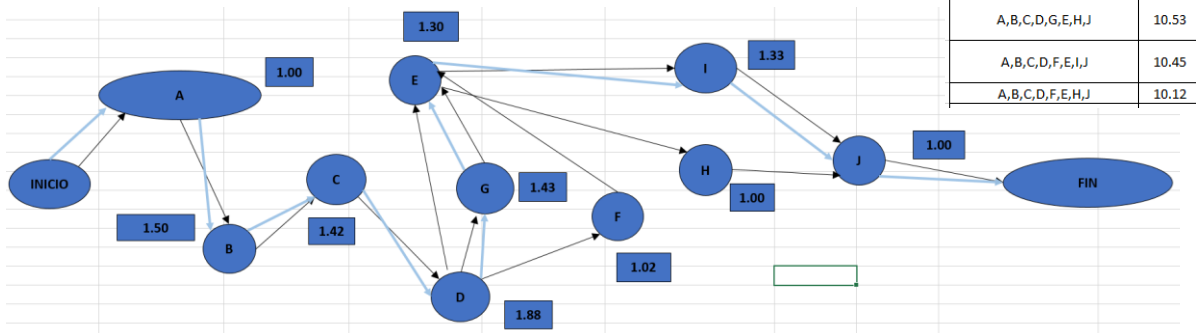 A,B,C,D,G,E,H,J 10.53
A,B,C,D,F,E,I,J 10.45
A,B,C,D,F,E,H,J 10.12
1.30
1.00
A
E
I
1.33
INICIO
C
G
1.43
H
1.00
J
1.00
FIN
1.50
B
1.42
F
1.02
D
1.88